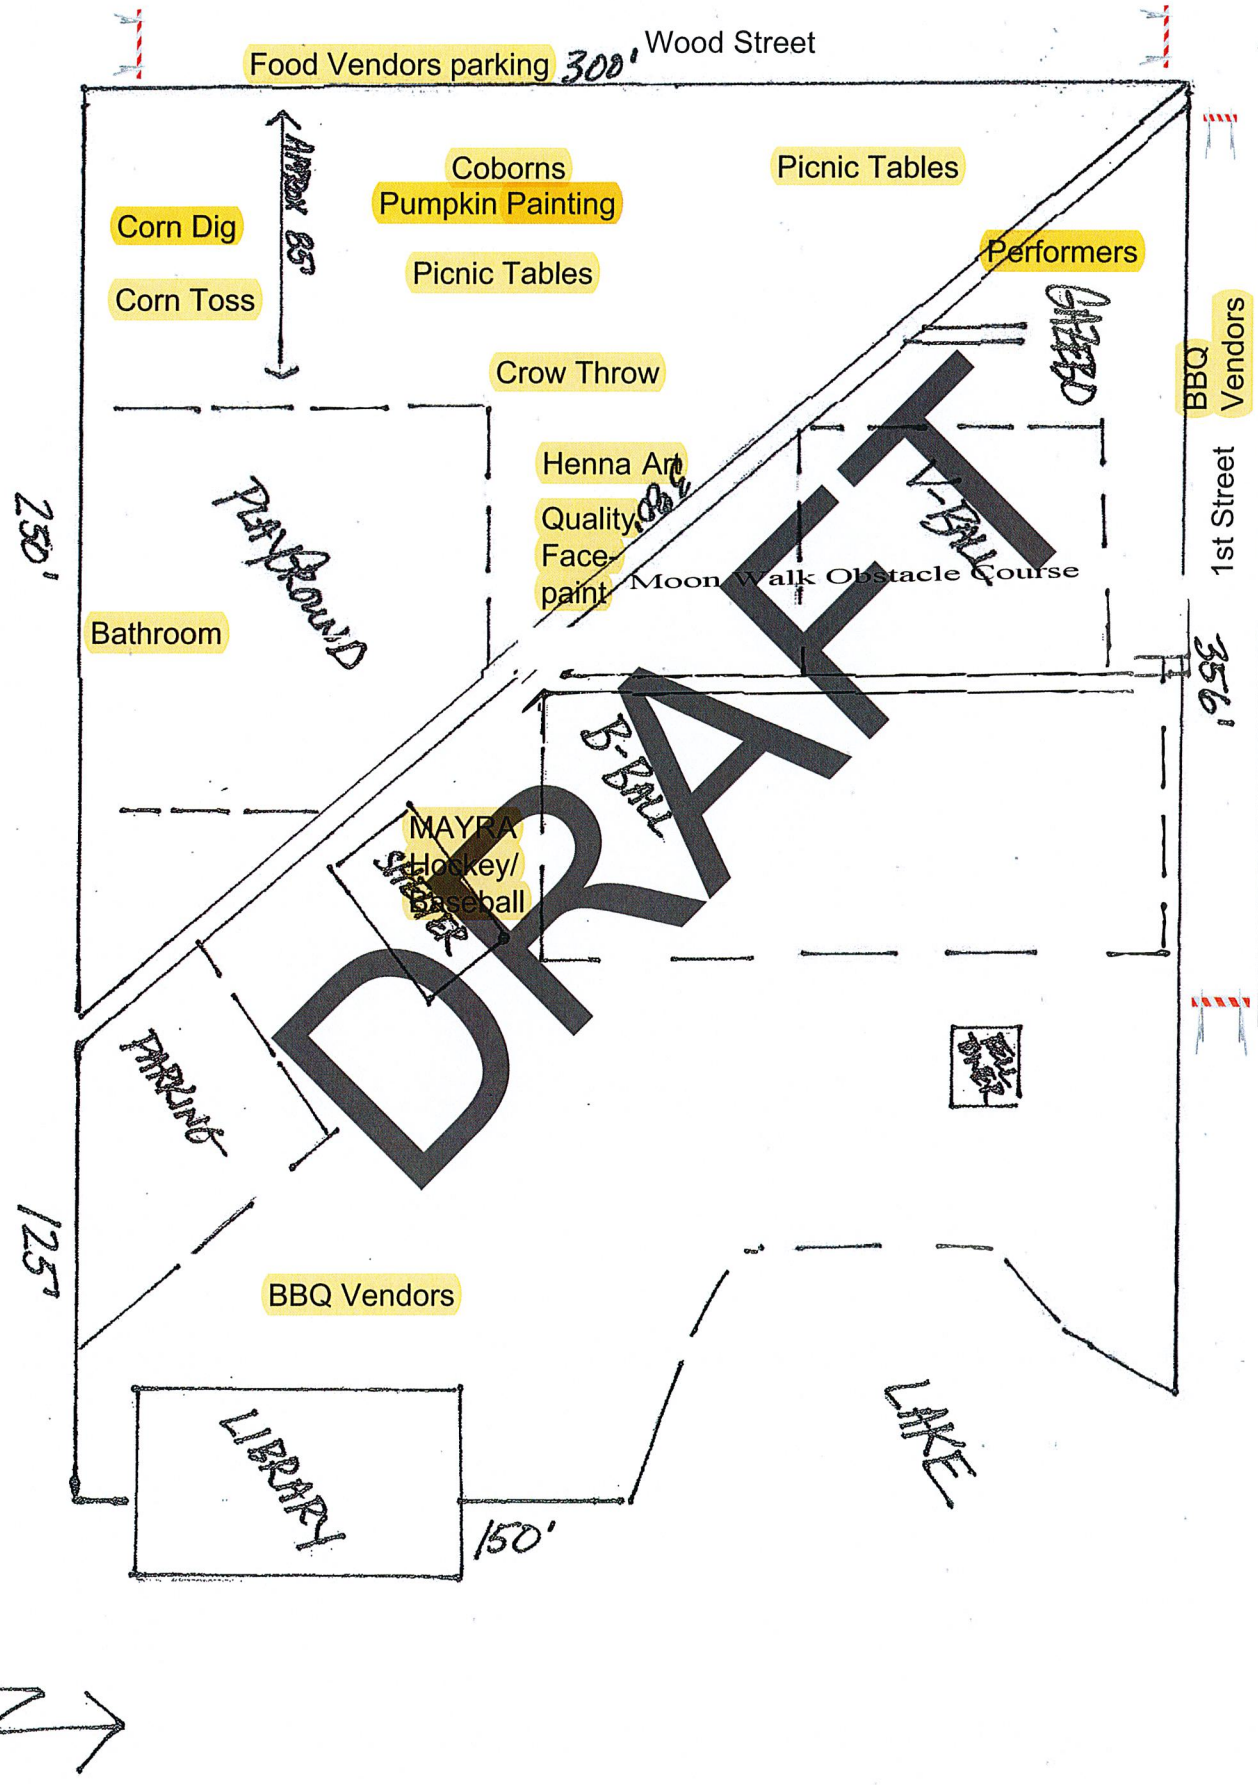 Wood Street
Food Vendors parking 300'
APPROX 85'
Coborns
Pumpkin Painting
Picnic Tables
Corn Dig
Performers
Picnic Tables
Corn Toss
GAZEBO
BBQ
Vendors
Crow Throw
1st Street
Henna Art
Quality
Face-
paint
V-BALL
Moon Walk Obstacle Course
PLAYGROUND
250'
Bathroom
356'
B-BALL
MAYRA
Hockey/
Baseball
SHELTER
DRAFT
PARKING
125'
BBQ Vendors
LIBRARY
LAKE
150'